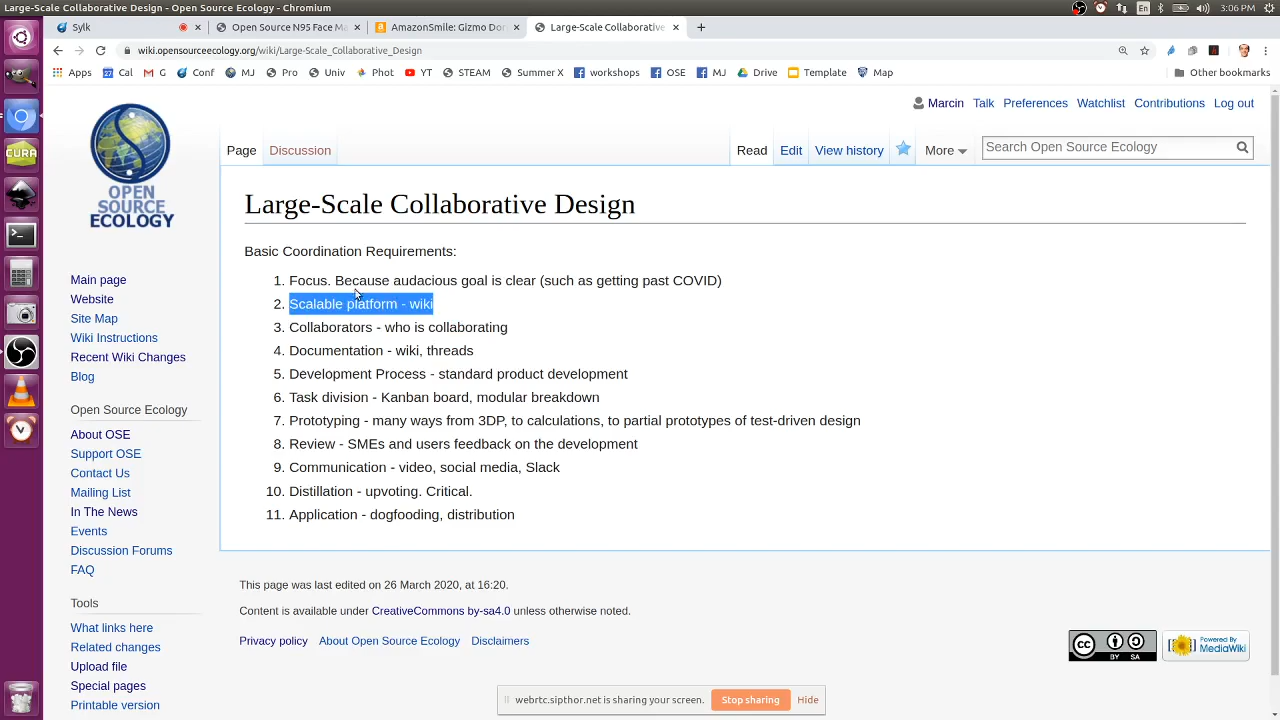 Large-Scale Collaborative Design - Open Source Ecology - Chromium
En
3:06 PM
Sylk
Open Source N95 Face M
AmazonSmile: Gizmo Dor
Large-Scale Collaborative
wiki.opensourceecology.org/wiki/Large-Scale_Collaborative_Design
Apps
27 Cal
M G
Conf
MJ
Pro
Univ
Phot
YT
STEAM
Summer X
workshops
OSE
MJ
Drive
Template
Map
Other bookmarks
Marcin Talk Preferences Watchlist Contributions Log out
Page Discussion
Read Edit View history More
Search Open Source Ecology
OPEN
SOURCE
ECOLOGY
CURA
Main page
Website
Site Map
Wiki Instructions
Recent Wiki Changes
Blog
Open Source Ecology
About OSE
Support OSE
Contact Us
Mailing List
In The News
Events
Discussion Forums
FAQ
Tools
What links here
Related changes
Upload file
Special pages
Printable version
Large-Scale Collaborative Design
Basic Coordination Requirements:
1. Focus. Because audacious goal is clear (such as getting past COVID)
2. Scalable platform - wiki
3. Collaborators - who is collaborating
4. Documentation - wiki, threads
5. Development Process - standard product development
6. Task division - Kanban board, modular breakdown
7. Prototyping - many ways from 3DP, to calculations, to partial prototypes of test-driven design
8. Review - SMEs and users feedback on the development
9. Communication - video, social media, Slack
10. Distillation - upvoting. Critical.
11. Application - dogfooding, distribution
This page was last edited on 26 March 2020, at 16:20.
Content is available under CreativeCommons by-sa4.0 unless otherwise noted.
Privacy policy About Open Source Ecology Disclaimers
cc BY SA
Powered By
MediaWiki
webrtc.sipthor.net is sharing your screen. Stop sharing Hide